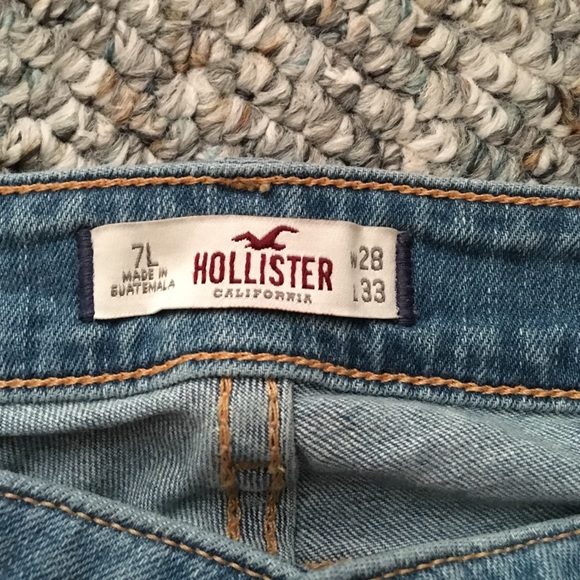 7L
MADE IN
GUATEMALA
HOLLISTER
CALIFORNIA
W28
L33